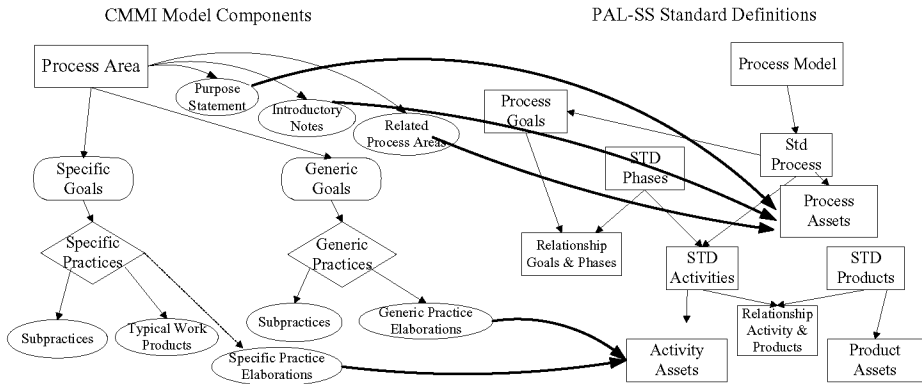 CMMI Model Components
PAL-SS Standard Definitions
Process Area
Purpose
Statement
Introductory
Notes
Related
Process Areas
Specific
Goals
Generic
Goals
Specific
Practices
Generic
Practices
Subpractices
Typical Work
Products
Subpractices
Generic Practice
Elaborations
Specific Practice
Elaborations
Process Model
Process
Goals
Std
Process
STD
Phases
Process
Assets
Relationship
Goals & Phases
STD
Activities
STD
Products
Relationship
Activity &
Products
Activity
Assets
Product
Assets